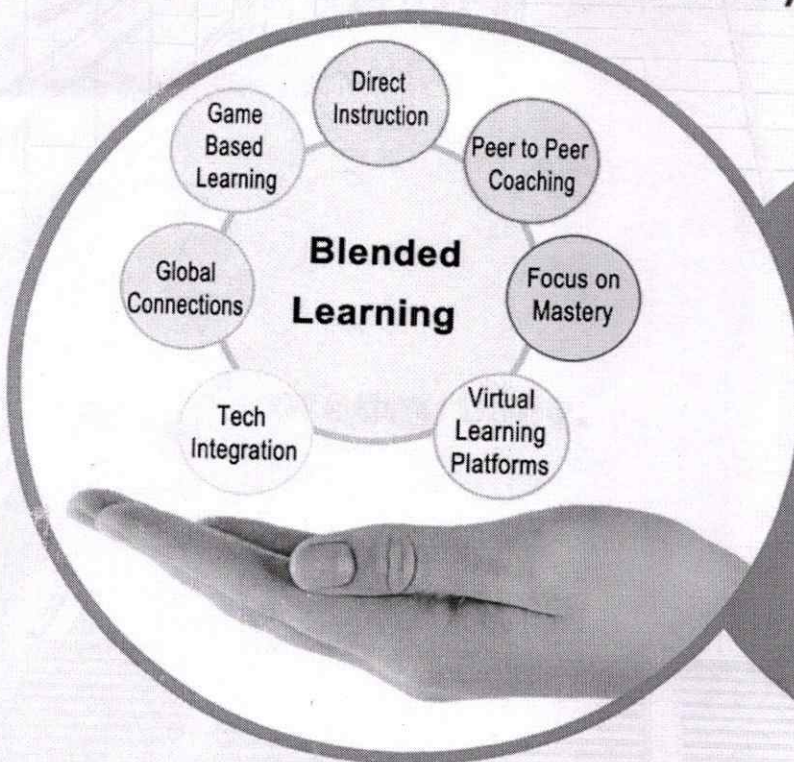 Direct
Instruction
Peer to Peer
Coaching
Focus on
Mastery
Virtual
Learning
Platforms
Tech
Integration
Global
Connections
Game
Based
Learning
Blended
Learning